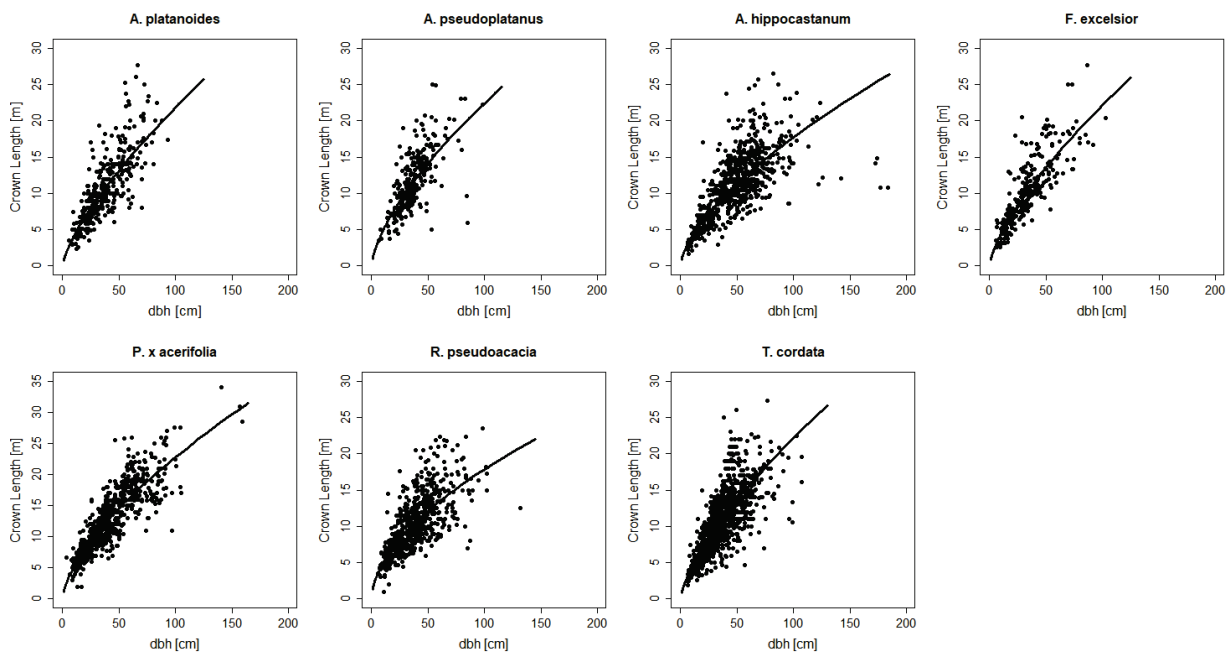 A. platanoides
A. pseudoplatanus
A. hippocastanum
F. excelsior
Crown Length [m]
0 5 10 15 20 25 30
0 50 100 150 200
dbh [cm]
Crown Length [m]
0 5 10 15 20 25 30
0 50 100 150 200
dbh [cm]
Crown Length [m]
0 5 10 15 20 25 30
0 50 100 150 200
dbh [cm]
Crown Length [m]
0 5 10 15 20 25 30
0 50 100 150 200
dbh [cm]
P. x acerifolia
R. pseudoacacia
T. cordata
Crown Length [m]
0 5 10 15 20 25 30 35
0 50 100 150 200
dbh [cm]
Crown Length [m]
0 5 10 15 20 25 30
0 50 100 150 200
dbh [cm]
Crown Length [m]
0 5 10 15 20 25 30
0 50 100 150 200
dbh [cm]